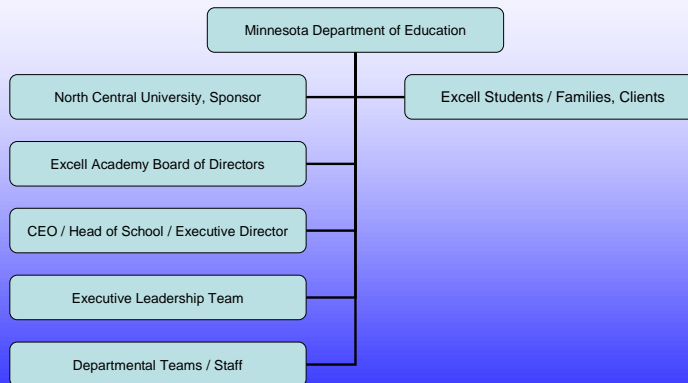 Minnesota Department of Education
North Central University, Sponsor
Excell Students / Families, Clients
Excell Academy Board of Directors
CEO / Head of School / Executive Director
Executive Leadership Team
Departmental Teams / Staff